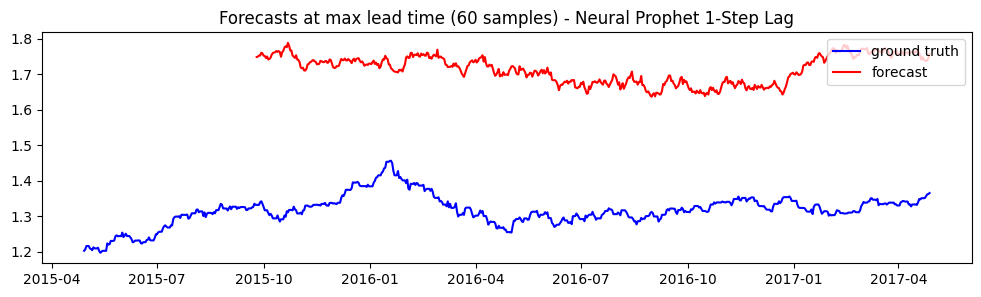 Forecasts at max lead time (60 samples) - Neural Prophet 1-Step Lag
1.8
1.7
1.6
1.5
1.4
1.3
1.2
ground truth
forecast
2015-04 2015-07 2015-10 2016-01 2016-04 2016-07 2016-10 2017-01 2017-04